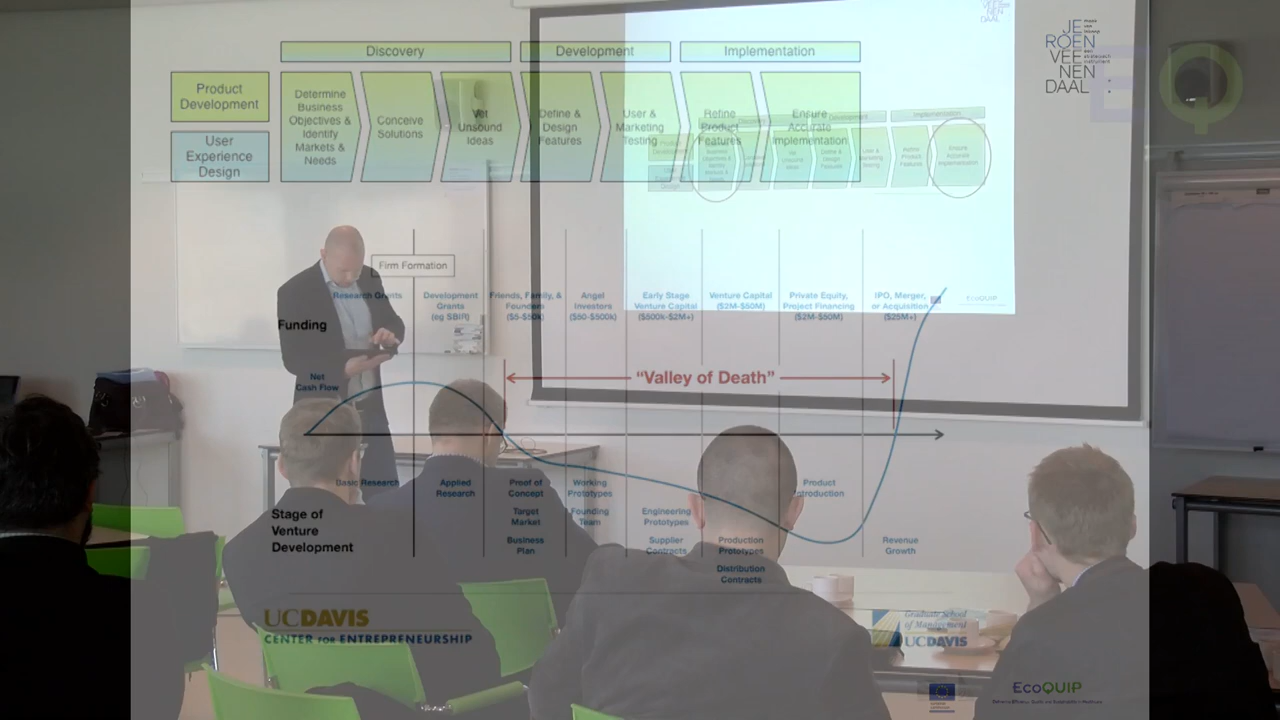 JE
ROEN
VEE
NEN
DAAL
Discovery
Development
Implementation
Product
Development
User
Experience
Design
Determine
Business
Objectives &
Identify
Markets &
Needs
Conceive
Solutions
Vet
Unsound
Ideas
Define &
Design
Features
User &
Marketing
Testing
Refine
Product
Features
Ensure
Accurate
Implementation
Firm Formation
Funding
Research Grants
Development
Grants
(eg SBIR)
Friends, Family, &
Founders
($5-$50k)
Angel
Investors
($50-$500k)
Early Stage
Venture Capital
($500k-$2M+)
Venture Capital
($2M-$50M)
Private Equity,
Project Financing
($2M-$50M)
IPO, Merger,
or Acquisition
($25M+)
Net
Cash Flow
“Valley of Death”
Stage of
Venture
Development
Basic Research
Applied
Research
Proof of
Concept
Target
Market
Business
Plan
Working
Prototypes
Founding
Team
Engineering
Prototypes
Supplier
Contracts
Production
Prototypes
Distribution
Contracts
Product
Introduction
Revenue
Growth
UCDAVIS
CENTER FOR ENTREPRENEURSHIP
Graduate School
of Management
UCDAVIS
EcoQUIP
EcoQUIP